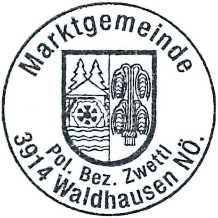 Marktgemeinde
Pol. Bez. Zwettl
3914 Waldhausen NÖ.